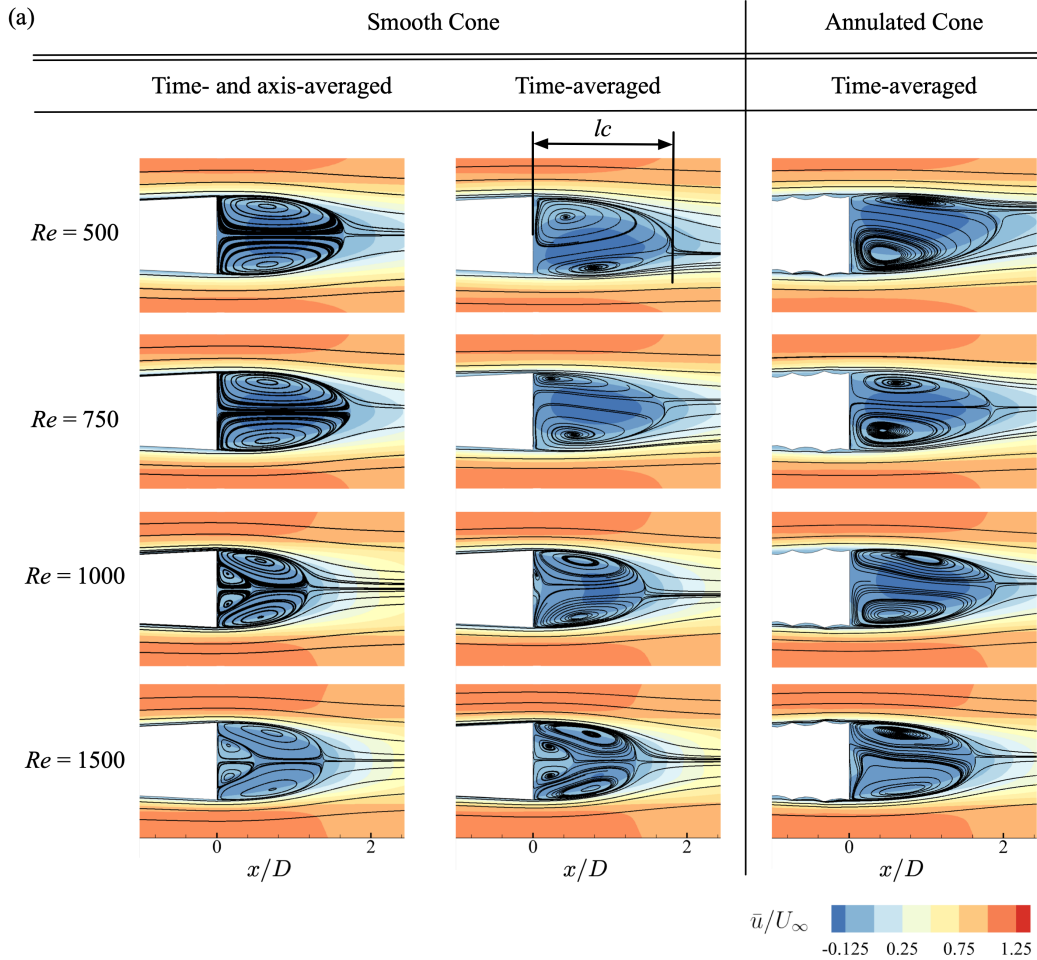 (a)
Smooth Cone Annulated Cone
Time- and axis-averaged Time-averaged Time-averaged
lc
Re = 500
Re = 750
Re = 1000
Re = 1500
0 2 0 2 0 2
x/D x/D x/D
ū/U∞
-0.125 0.25 0.75 1.25